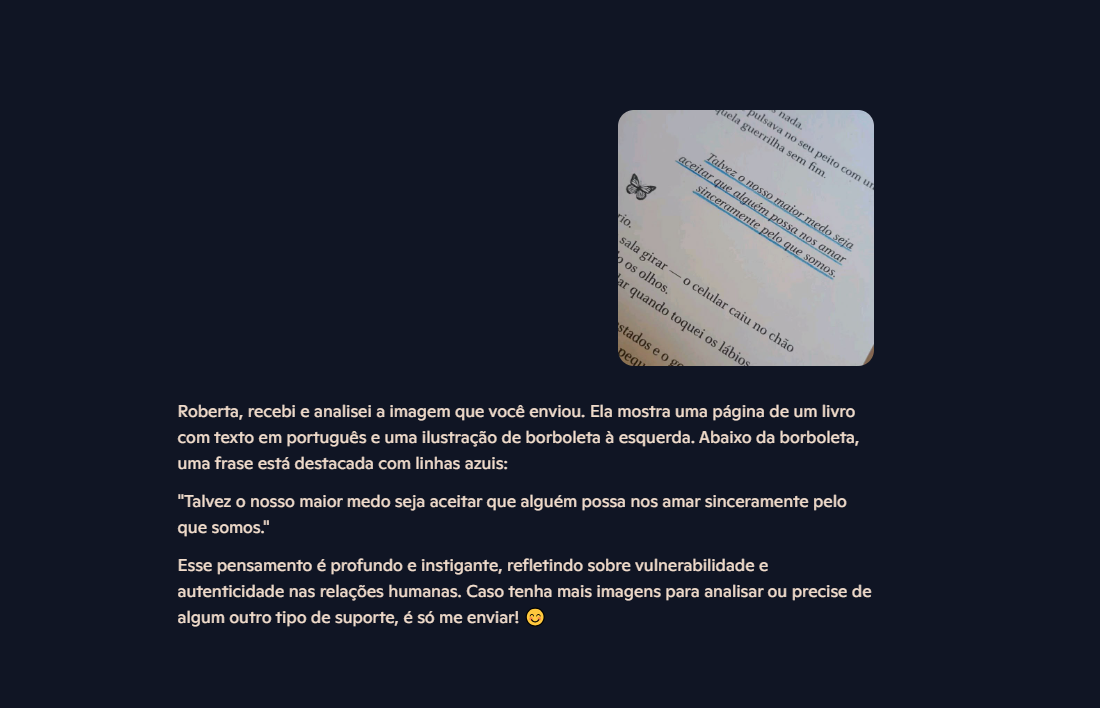 s nada.
pulsava no seu peito com um
quela guerrilha sem fim.
Talvez o nosso maior medo seja
aceitar que alguém possa nos amar
sinceramente pelo que somos.
rio.
sala girar — o celular caiu no chão
o os olhos.
lar quando toquei os lábios
stados e o
Roberta, recebi e analisei a imagem que você enviou. Ela mostra uma página de um livro
com texto em português e uma ilustração de borboleta à esquerda. Abaixo da borboleta,
uma frase está destacada com linhas azuis:
"Talvez o nosso maior medo seja aceitar que alguém possa nos amar sinceramente pelo
que somos."
Esse pensamento é profundo e instigante, refletindo sobre vulnerabilidade e
autenticidade nas relações humanas. Caso tenha mais imagens para analisar ou precise de
algum outro tipo de suporte, é só me enviar! 😊